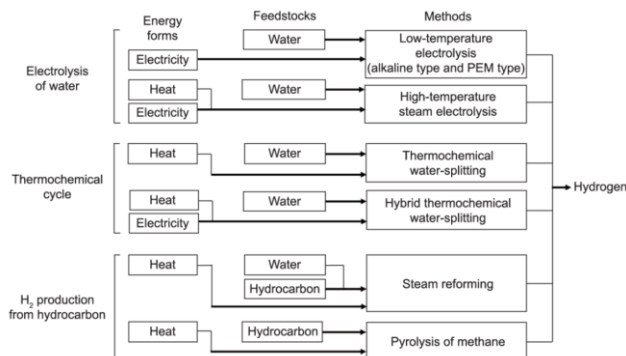 Energy
forms
Feedstocks
Methods
Electrolysis
of water
Water
Electricity
Low-temperature
electrolysis
(alkaline type and PEM type)
Heat
Water
Electricity
High-temperature
steam electrolysis
Thermochemical
cycle
Heat
Water
Thermochemical
water-splitting
Heat
Water
Electricity
Hybrid thermochemical
water-splitting
Hydrogen
H₂ production
from hydrocarbon
Heat
Water
Hydrocarbon
Steam reforming
Heat
Hydrocarbon
Pyrolysis of methane